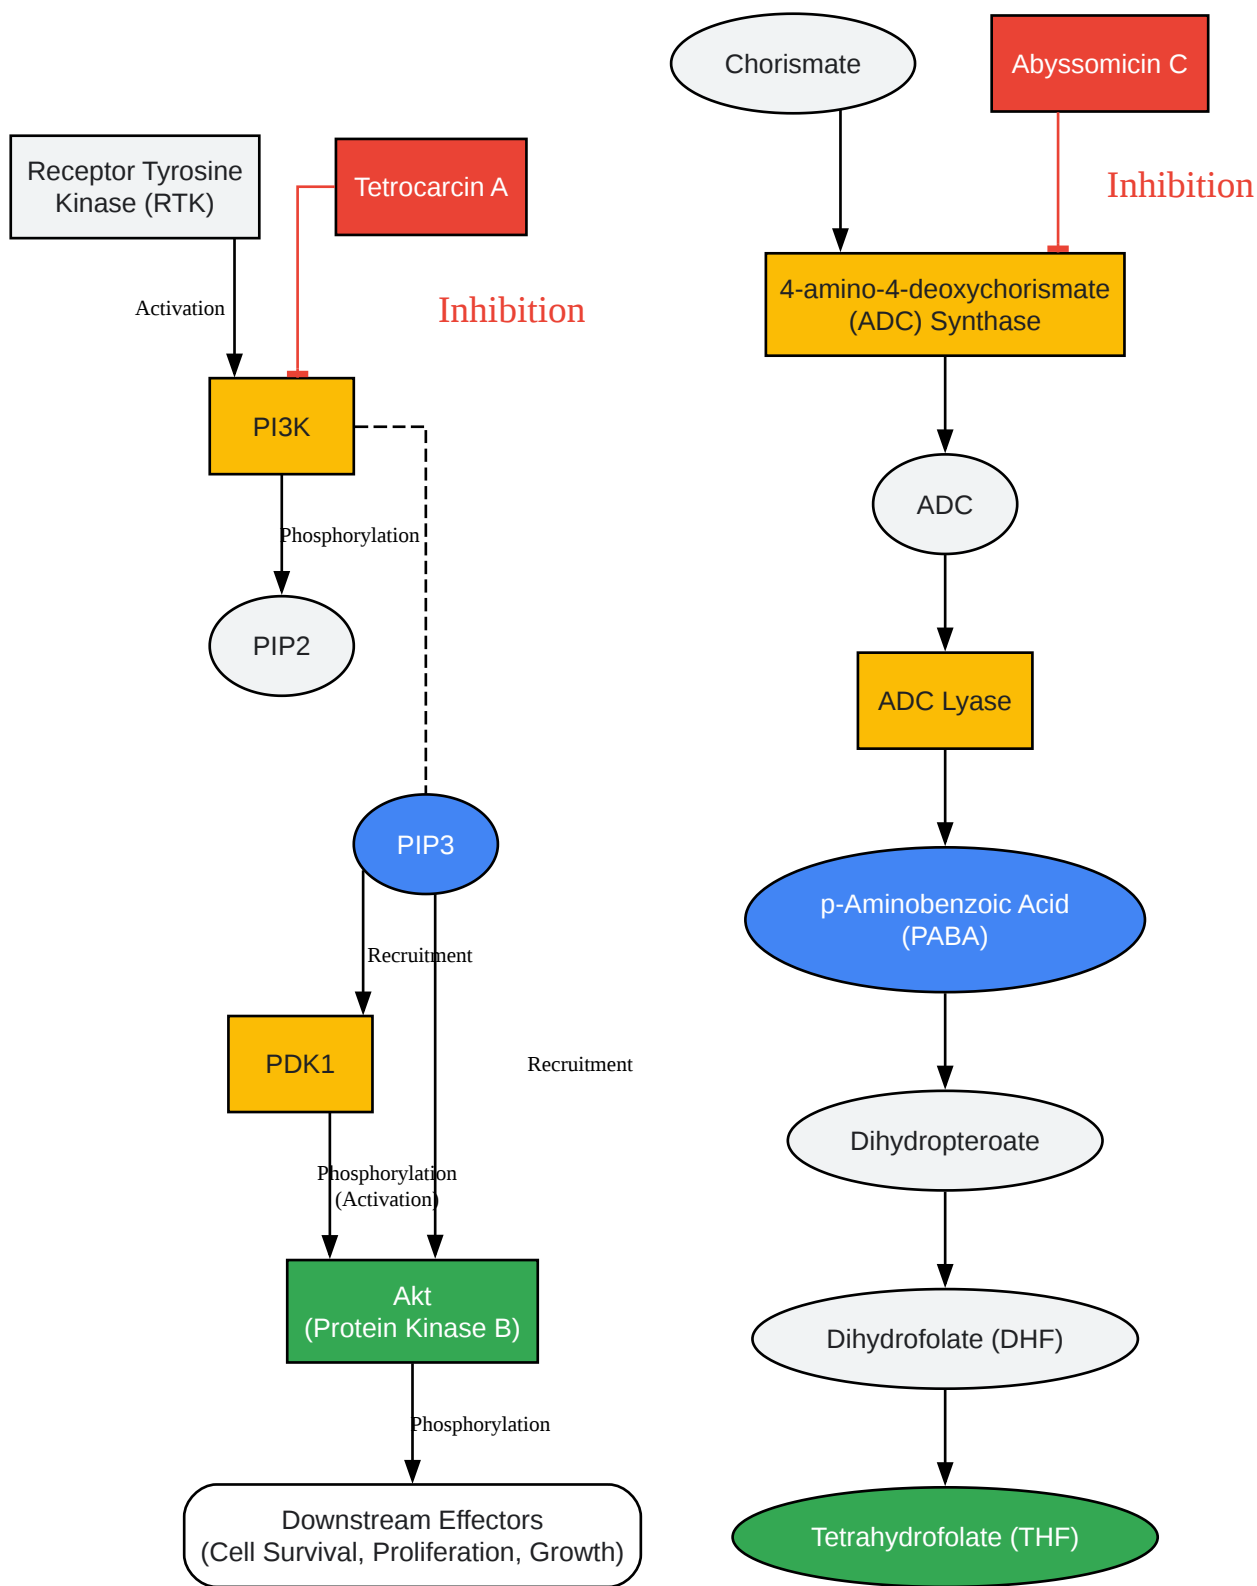 Receptor Tyrosine
Kinase (RTK)
Tetrocarcin A
Activation
Inhibition
PI3K
Phosphorylation
PIP2
PIP3
Recruitment
PDK1
Recruitment
Phosphorylation
(Activation)
Akt
(Protein Kinase B)
Phosphorylation
Downstream Effectors
(Cell Survival, Proliferation, Growth)
Chorismate
Abyssomicin C
Inhibition
4-amino-4-deoxychorismate
(ADC) Synthase
ADC
ADC Lyase
p-Aminobenzoic Acid
(PABA)
Dihydropteroate
Dihydrofolate (DHF)
Tetrahydrofolate (THF)